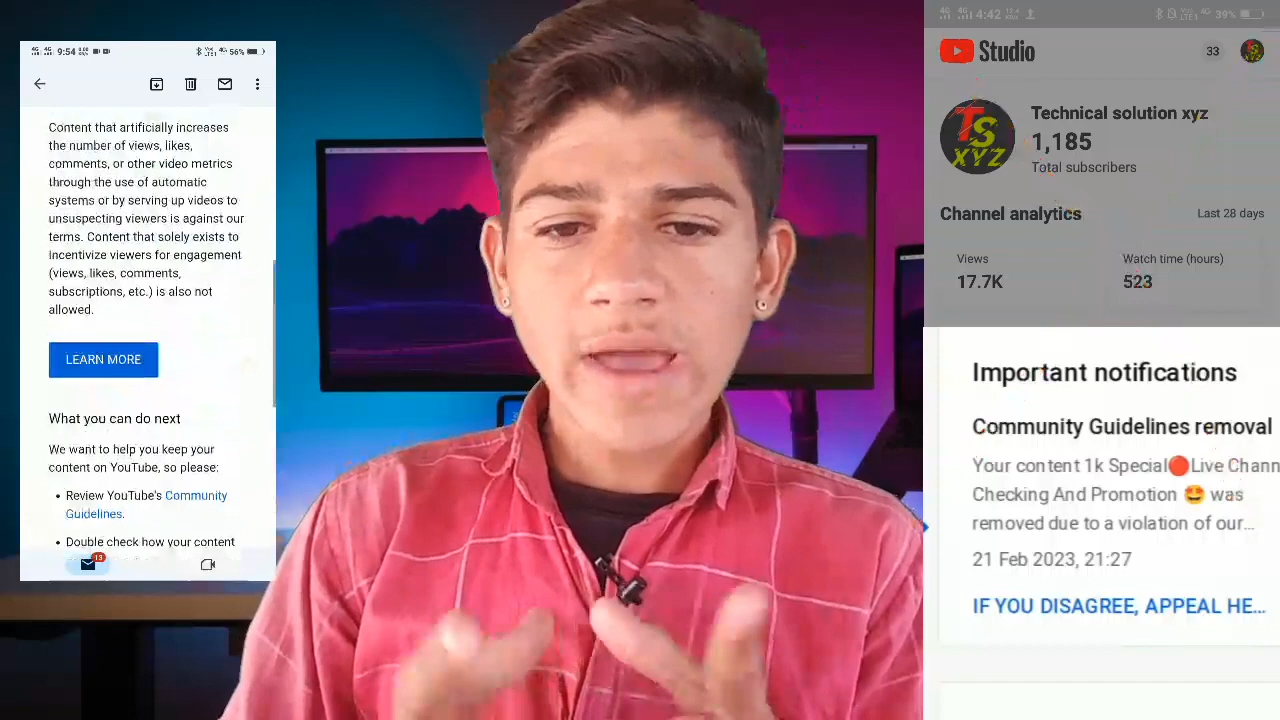 9:54
56%
Content that artificially increases
the number of views, likes,
comments, or other video metrics
through the use of automatic
systems or by serving up videos to
unsuspecting viewers is against our
terms. Content that solely exists to
incentivize viewers for engagement
(views, likes, comments,
subscriptions, etc.) is also not
allowed.
LEARN MORE
What you can do next
We want to help you keep your
content on YouTube, so please:
• Review YouTube's Community
Guidelines.
• Double check how your content
13
4:42
39%
Studio
33
TS
XYZ
Technical solution xyz
1,185
Total subscribers
Channel analytics
Last 28 days
Views
Watch time (hours)
17.7K
523
Important notifications
Community Guidelines removal
Your content 1k Special🔴Live Chann
Checking And Promotion 🤩 was
removed due to a violation of our...
21 Feb 2023, 21:27
IF YOU DISAGREE, APPEAL HE...